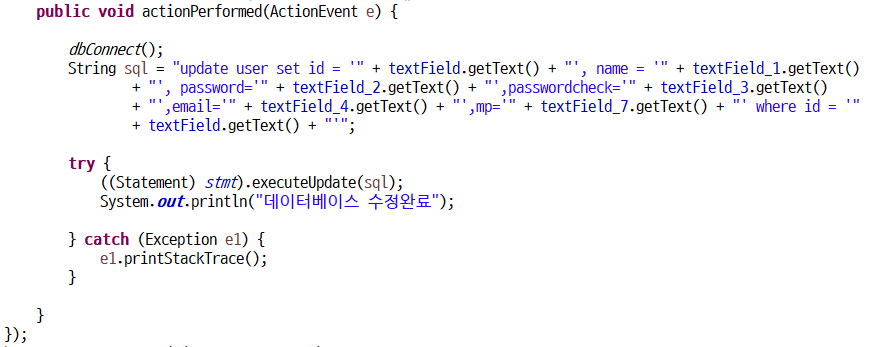 public void actionPerformed(ActionEvent e) {
dbConnect();
String sql = "update user set id = '" + textField.getText() + "', name = '" + textField_1.getText()
+ "', password='" + textField_2.getText() + "',passwordcheck='" + textField_3.getText()
+ "',email='" + textField_4.getText() + "',mp='" + textField_7.getText() + "' where id = '"
+ textField.getText() + "'";
try {
((Statement) stmt).executeUpdate(sql);
System.out.println("데이터베이스 수정완료");
} catch (Exception e1) {
e1.printStackTrace();
}
}
});